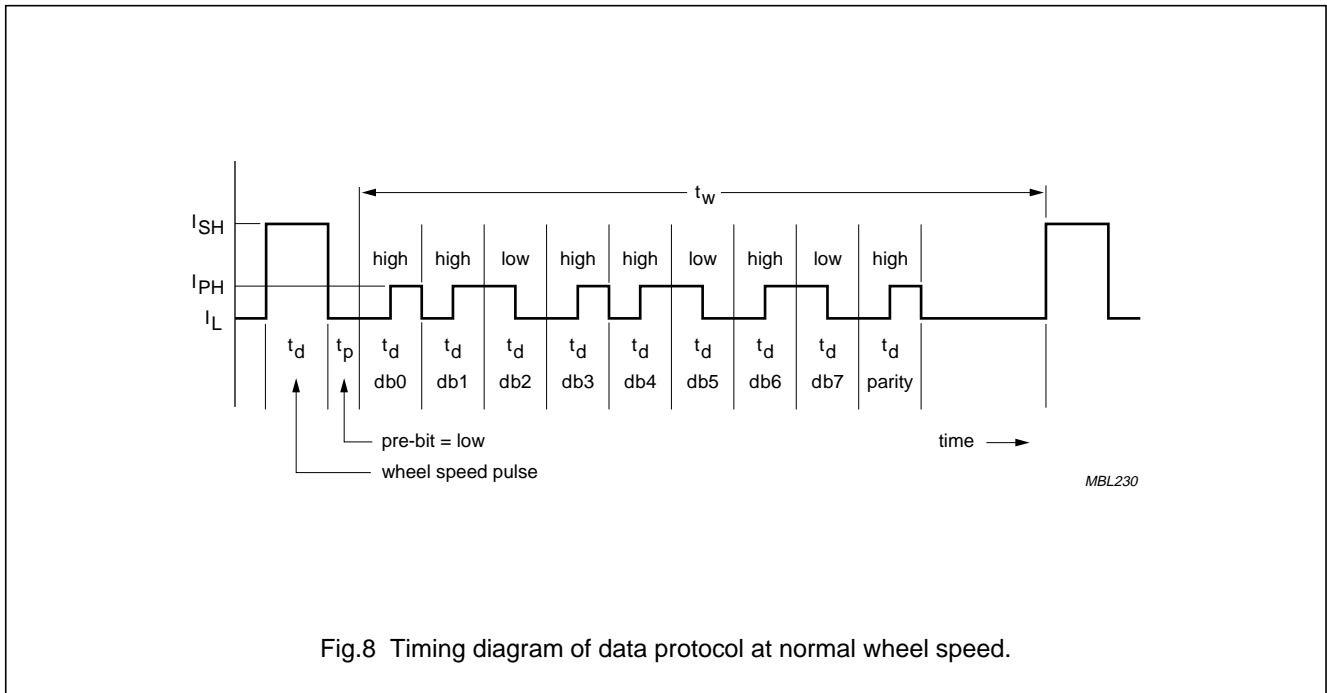 t_w
I_SH
high high low high high low high low high
I_PH
I_L
t_d t_p t_d t_d t_d t_d t_d t_d t_d t_d t_d
db0 db1 db2 db3 db4 db5 db6 db7 parity
pre-bit = low
time
wheel speed pulse
MBL230
Fig.8 Timing diagram of data protocol at normal wheel speed.